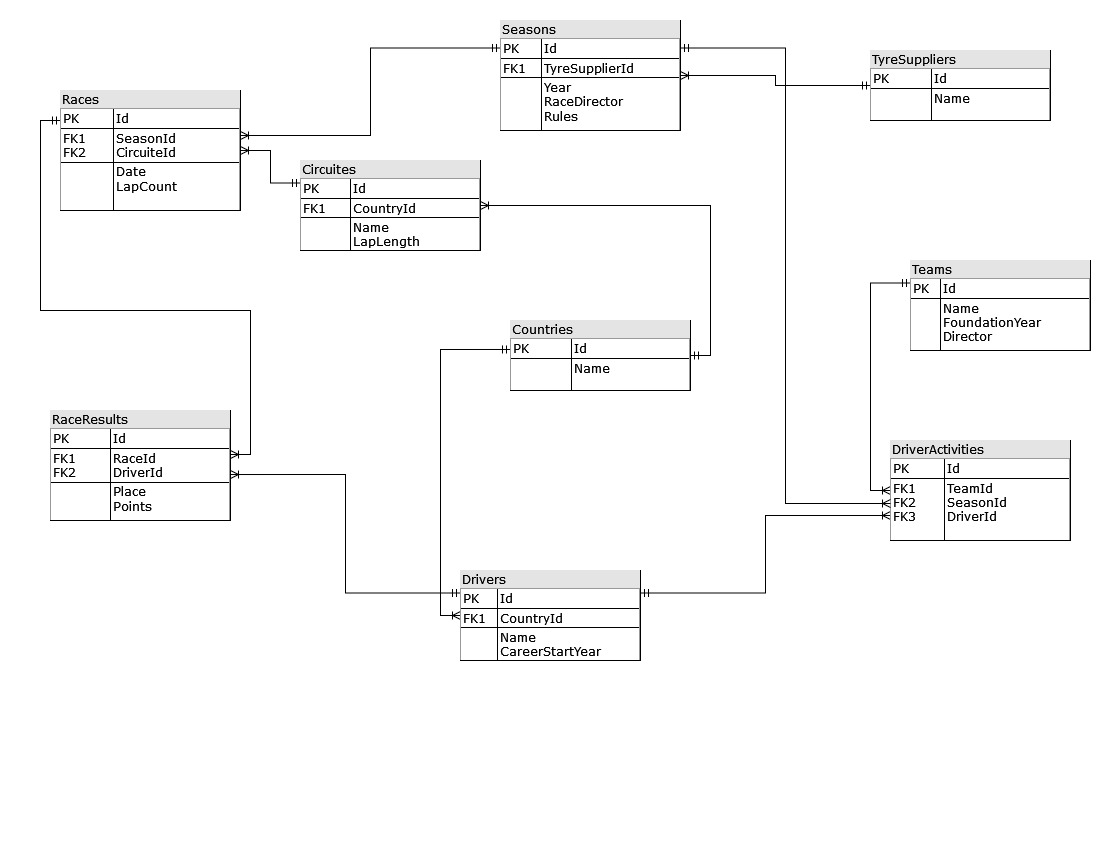 Seasons
PK Id
FK1 TyreSupplierId
Year
RaceDirector
Rules
TyreSuppliers
PK Id
Name
Races
PK Id
FK1 SeasonId
FK2 CircuiteId
Date
LapCount
Circuites
PK Id
FK1 CountryId
Name
LapLength
Teams
PK Id
Name
FoundationYear
Director
Countries
PK Id
Name
RaceResults
PK Id
FK1 RaceId
FK2 DriverId
Place
Points
DriverActivities
PK Id
FK1 TeamId
FK2 SeasonId
FK3 DriverId
Drivers
PK Id
FK1 CountryId
Name
CareerStartYear